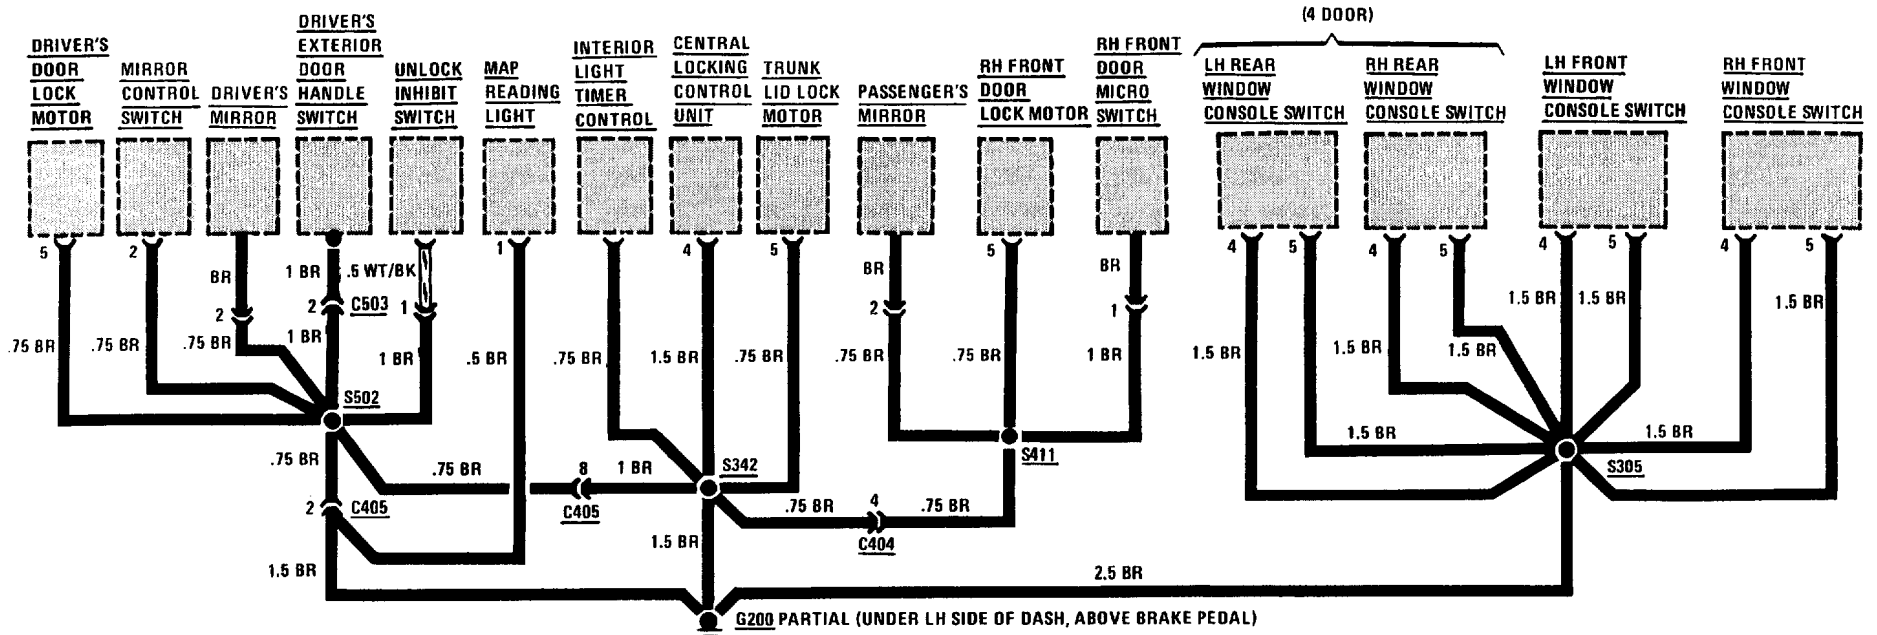 (4 DOOR)
DRIVER'S
DOOR
LOCK
MOTOR
MIRROR
CONTROL
SWITCH
DRIVER'S
MIRROR
DRIVER'S
EXTERIOR
DOOR
HANDLE
SWITCH
UNLOCK
INHIBIT
SWITCH
MAP
READING
LIGHT
INTERIOR
LIGHT
TIMER
CONTROL
CENTRAL
LOCKING
CONTROL
UNIT
TRUNK
LID LOCK
MOTOR
PASSENGER'S
MIRROR
RH FRONT
DOOR
LOCK MOTOR
RH FRONT
DOOR
MICRO
SWITCH
LH REAR
WINDOW
CONSOLE SWITCH
RH REAR
WINDOW
CONSOLE SWITCH
LH FRONT
WINDOW
CONSOLE SWITCH
RH FRONT
WINDOW
CONSOLE SWITCH
5
2
1
4
5
5
4
5
4
5
4
5
4
5
BR
1 BR
.5 WT/BK
BR
BR
2
2
C503
1
2
1
1.5 BR
1.5 BR
1.5 BR
.75 BR
.75 BR
.75 BR
1 BR
1 BR
.5 BR
.75 BR
1.5 BR
.75 BR
.75 BR
.75 BR
1 BR
1.5 BR
1.5 BR
1.5 BR
S502
1.5 BR
1.5 BR
.75 BR
.75 BR
8
1 BR
S342
S411
S305
2
C405
C405
.75 BR
4
.75 BR
C404
1.5 BR
1.5 BR
2.5 BR
G200 PARTIAL (UNDER LH SIDE OF DASH, ABOVE BRAKE PEDAL)